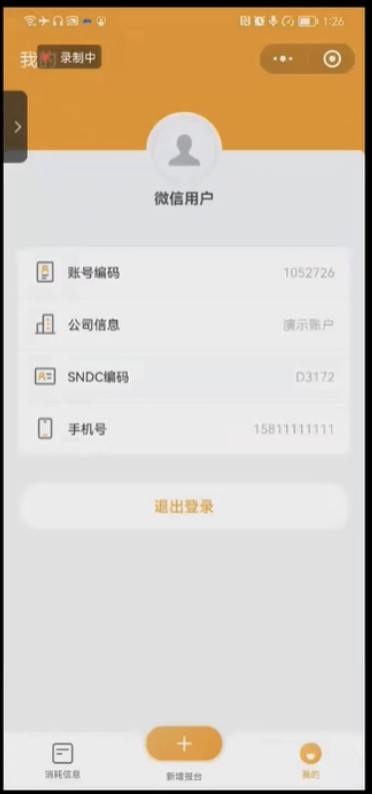 1:26
我的
录制中
微信用户
账号编码 1052726
公司信息 演示账户
SNDC编码 D3172
手机号 15811111111
退出登录
消耗信息
新增报台
我的